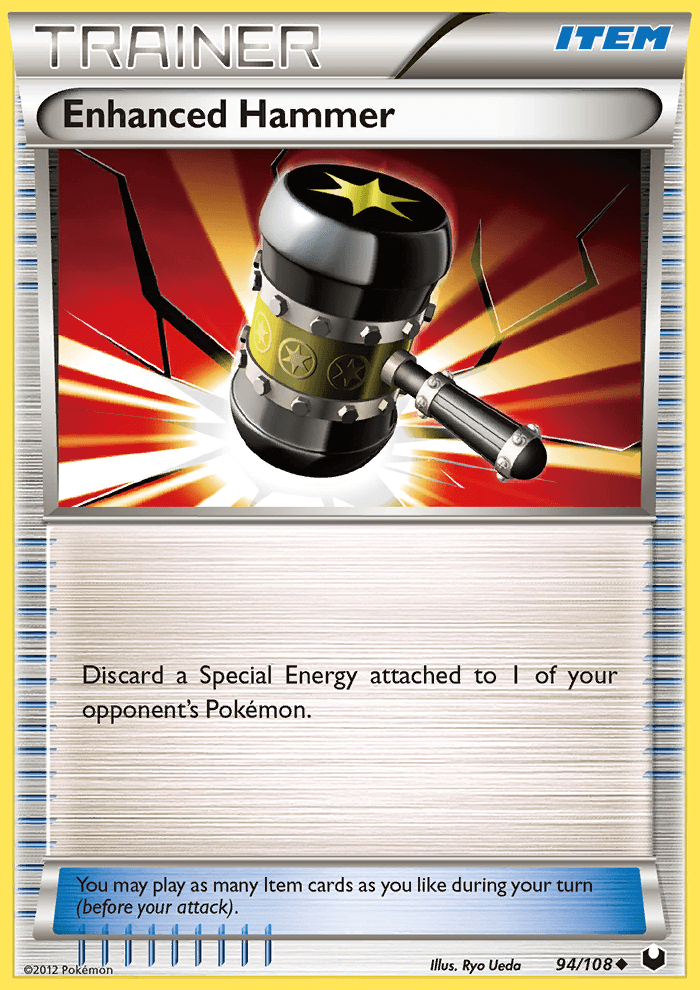 TRAINER
ITEM
Enhanced Hammer
Discard a Special Energy attached to 1 of your
opponent's Pokémon.
You may play as many Item cards as you like during your turn
(before your attack).
©2012 Pokémon
Illus. Ryo Ueda
94/108